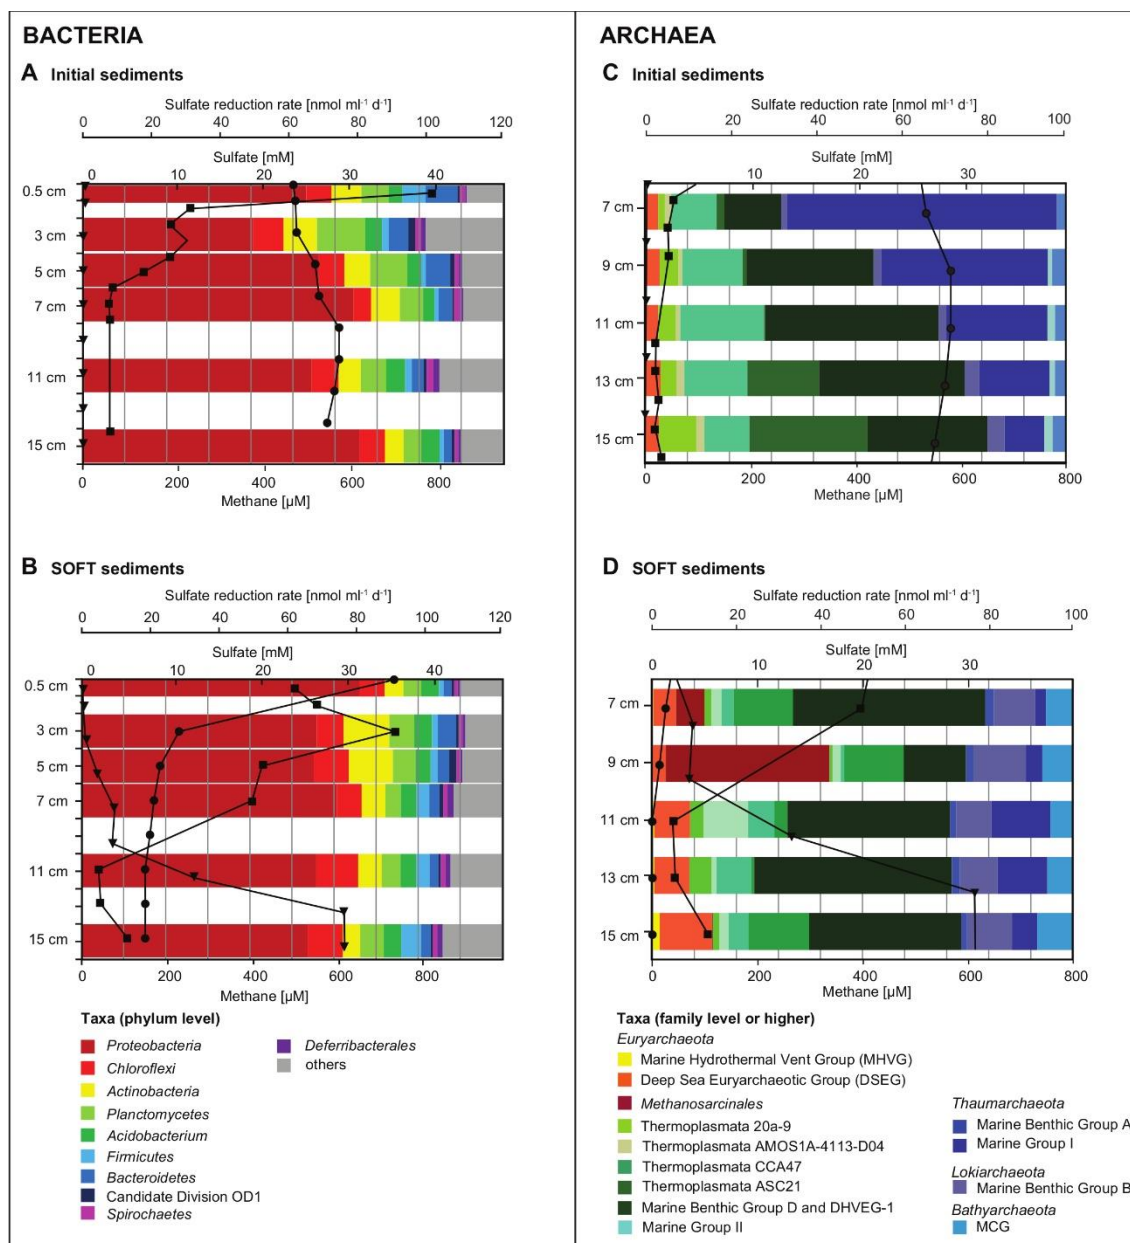 BACTERIA
A Initial sediments
Sulfate reduction rate [nmol ml⁻¹ d⁻¹]
0 20 40 60 80 100 120
Sulfate [mM]
0 10 20 30 40
0.5 cm
3 cm
5 cm
7 cm
11 cm
15 cm
200 400 600 800
Methane [µM]
B SOFT sediments
Sulfate reduction rate [nmol ml⁻¹ d⁻¹]
0 20 40 60 80 100 120
Sulfate [mM]
0 10 20 30 40
0.5 cm
3 cm
5 cm
7 cm
11 cm
15 cm
0 200 400 600 800
Methane [µM]
Taxa (phylum level)
Proteobacteria
Chloroflexi
Actinobacteria
Planctomycetes
Acidobacterium
Firmicutes
Bacteroidetes
Candidate Division OD1
Spirochaetes
Deferribacterales
others
ARCHAEA
C Initial sediments
Sulfate reduction rate [nmol ml⁻¹ d⁻¹]
0 20 40 60 80 100
Sulfate [mM]
0 10 20 30
7 cm
9 cm
11 cm
13 cm
15 cm
0 200 400 600 800
Methane [µM]
D SOFT sediments
Sulfate reduction rate [nmol ml⁻¹ d⁻¹]
0 20 40 60 80 100
Sulfate [mM]
0 10 20 30
7 cm
9 cm
11 cm
13 cm
15 cm
0 200 400 600 800
Methane [µM]
Taxa (family level or higher)
Euryarchaeota
Marine Hydrothermal Vent Group (MHVG)
Deep Sea Euryarchaeotic Group (DSEG)
Methanosarcinales
Thermoplasmata 20a-9
Thermoplasmata AMOS1A-4113-D04
Thermoplasmata CCA47
Thermoplasmata ASC21
Marine Benthic Group D and DHVEG-1
Marine Group II
Thaumarchaeota
Marine Benthic Group A
Marine Group I
Lokiarchaeota
Marine Benthic Group B
Bathyarchaeota
MCG